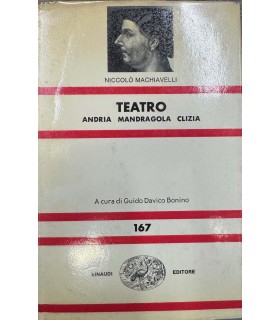 NICCOLÒ MACHIAVELLI
TEATRO
ANDRIA MANDRAGOLA CLIZIA
A cura di Guido Davico Bonino
167
EINAUDI EDITORE